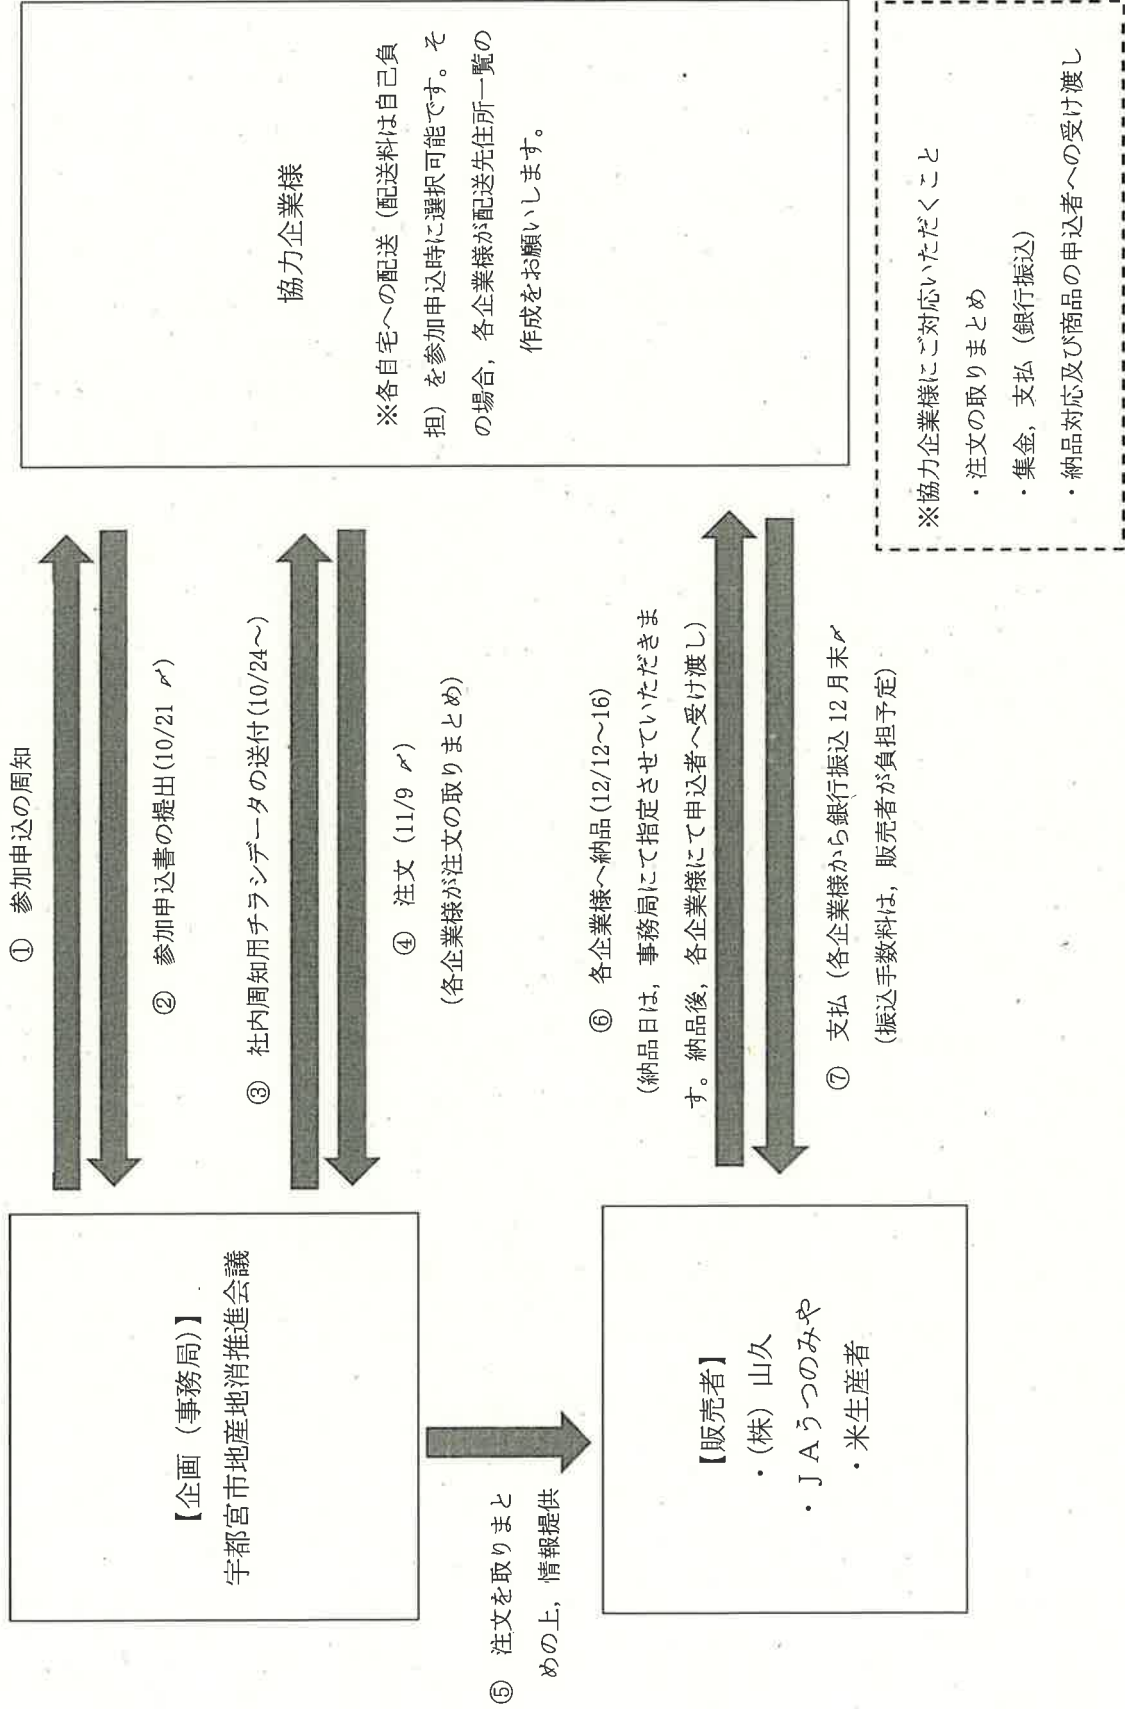 ① 参加申込の周知
② 参加申込書の提出(10/21 〆)
③ 社内周知用チラシデータの送付(10/24～)
④ 注文 (11/9 〆)
(各企業様が注文の取りまとめ)
【企画（事務局）】
宇都宮市地産地消推進会議
⑤ 注文を取りまと
めの上，情報提供
【販売者】
・(株) 山久
・ＪＡうつのみや
・米生産者
⑥ 各企業様へ納品(12/12～16)
(納品日は，事務局にて指定させていただきま
す。納品後，各企業様にて申込者へ受け渡し)
⑦ 支払（各企業様から銀行振込 12 月末〆
(振込手数料は，販売者が負担予定)
協力企業様
※各自宅への配送（配送料は自己負
担）を参加申込時に選択可能です。そ
の場合，各企業様が配送先住所一覧の
作成をお願いします。
※協力企業様にご対応いただくこと
・注文の取りまとめ
・集金，支払（銀行振込）
・納品対応及び商品の申込者への受け渡し